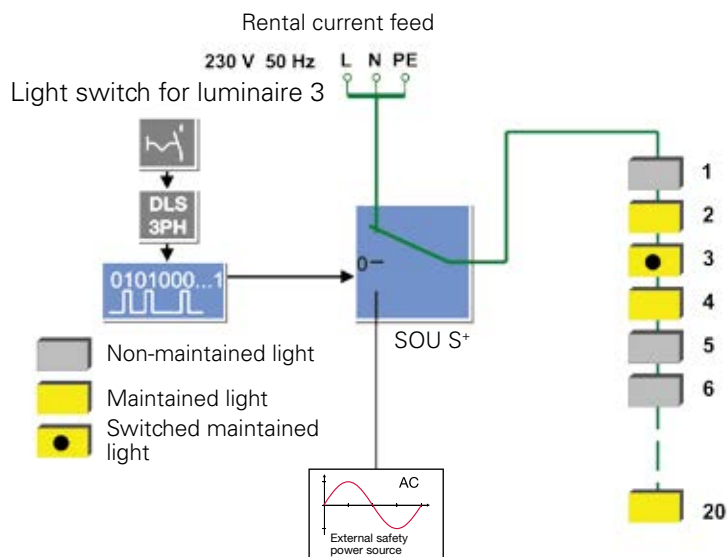 Rental current feed
230 V 50 Hz L N PE
Light switch for luminaire 3
DLS
3PH
0101000...1
0
SOU S+
1
2
3
4
5
6
20
Non-maintained light
Maintained light
Switched maintained
light
AC
External safety
power source